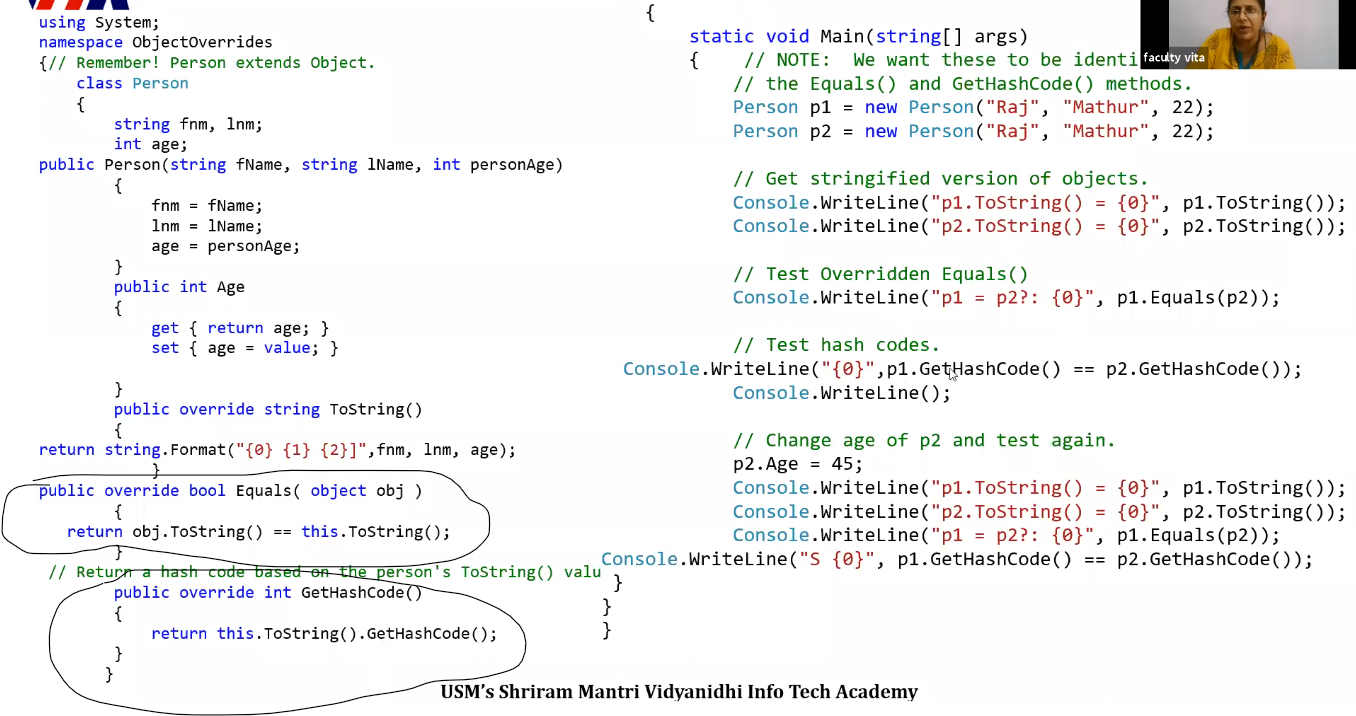 using System;
namespace ObjectOverrides
{// Remember! Person extends Object.
class Person
{
string fnm, lnm;
int age;
public Person(string fName, string lName, int personAge)
{
fnm = fName;
lnm = lName;
age = personAge;
}
public int Age
{
get { return age; }
set { age = value; }
}
public override string ToString()
{
return string.Format("{0} {1} {2}]",fnm, lnm, age);
}
public override bool Equals( object obj )
{
return obj.ToString() == this.ToString();
}
// Return a hash code based on the person's ToString() valu
public override int GetHashCode()
{
return this.ToString().GetHashCode();
}
}
{
static void Main(string[] args)
{ // NOTE: We want these to be identi
// the Equals() and GetHashCode() methods.
Person p1 = new Person("Raj", "Mathur", 22);
Person p2 = new Person("Raj", "Mathur", 22);
// Get stringified version of objects.
Console.WriteLine("p1.ToString() = {0}", p1.ToString());
Console.WriteLine("p2.ToString() = {0}", p2.ToString());
// Test Overridden Equals()
Console.WriteLine("p1 = p2?: {0}", p1.Equals(p2));
// Test hash codes.
Console.WriteLine("{0}",p1.GetHashCode() == p2.GetHashCode());
Console.WriteLine();
// Change age of p2 and test again.
p2.Age = 45;
Console.WriteLine("p1.ToString() = {0}", p1.ToString());
Console.WriteLine("p2.ToString() = {0}", p2.ToString());
Console.WriteLine("p1 = p2?: {0}", p1.Equals(p2));
Console.WriteLine("S {0}", p1.GetHashCode() == p2.GetHashCode());
}
}
}
faculty vita
USM's Shriram Mantri Vidyanidhi Info Tech Academy